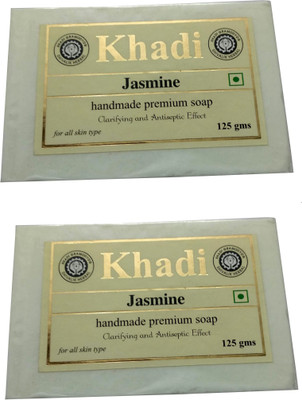 Khadi
Jasmine
handmade premium soap
Clarifying and Antiseptic Effect
for all skin type
125 gms
Khadi
Jasmine
handmade premium soap
Clarifying and Antiseptic Effect
for all skin type
125 gms